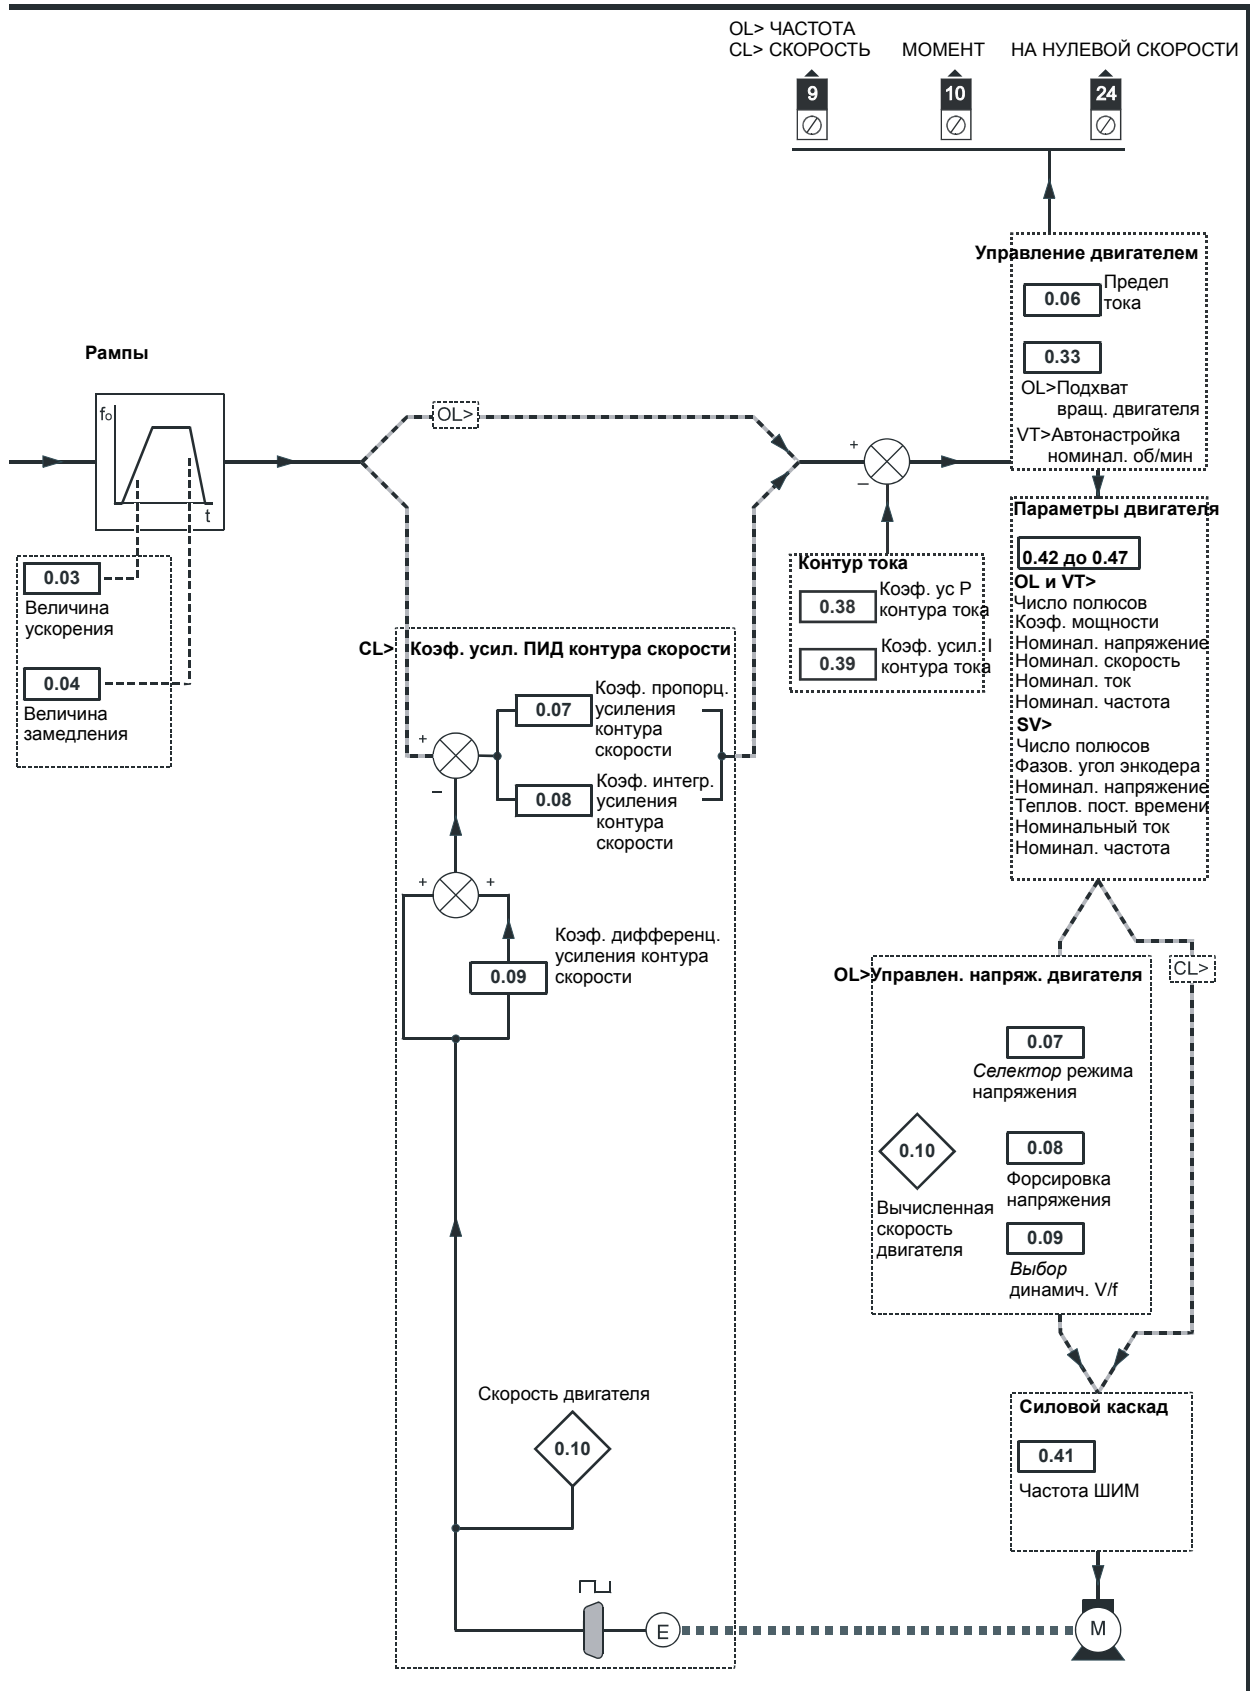 OL> ЧАСТОТА
CL> СКОРОСТЬ
МОМЕНТ
НА НУЛЕВОЙ СКОРОСТИ
9
10
24
Управление двигателем
0.06
Предел
тока
0.33
OL>Подхват
вращ. двигателя
VT>Автонастройка
номинал. об/мин
Рампы
fo
t
OL>
+
–
0.03
Величина
ускорения
0.04
Величина
замедления
Контур тока
0.38
Коэф. ус P
контура тока
0.39
Коэф. усил. I
контура тока
Параметры двигателя
0.42 до 0.47
OL и VT>
Число полюсов
Коэф. мощности
Номинал. напряжение
Номинал. скорость
Номинал. ток
Номинал. частота
SV>
Число полюсов
Фазов. угол энкодера
Номинал. напряжение
Теплов. пост. времени
Номинальный ток
Номинал. частота
CL> Коэф. усил. ПИД контура скорости
0.07
Коэф. пропорц.
усиления
контура
скорости
+
–
0.08
Коэф. интегр.
усиления
контура
скорости
+
+
0.09
Коэф. дифференц.
усиления контура
скорости
OL>Управлен. напряж. двигателя
CL>
0.07
Селектор режима
напряжения
0.10
Вычисленная
скорость
двигателя
0.08
Форсировка
напряжения
0.09
Выбор
динамич. V/f
Скорость двигателя
0.10
Силовой каскад
0.41
Частота ШИМ
E
M